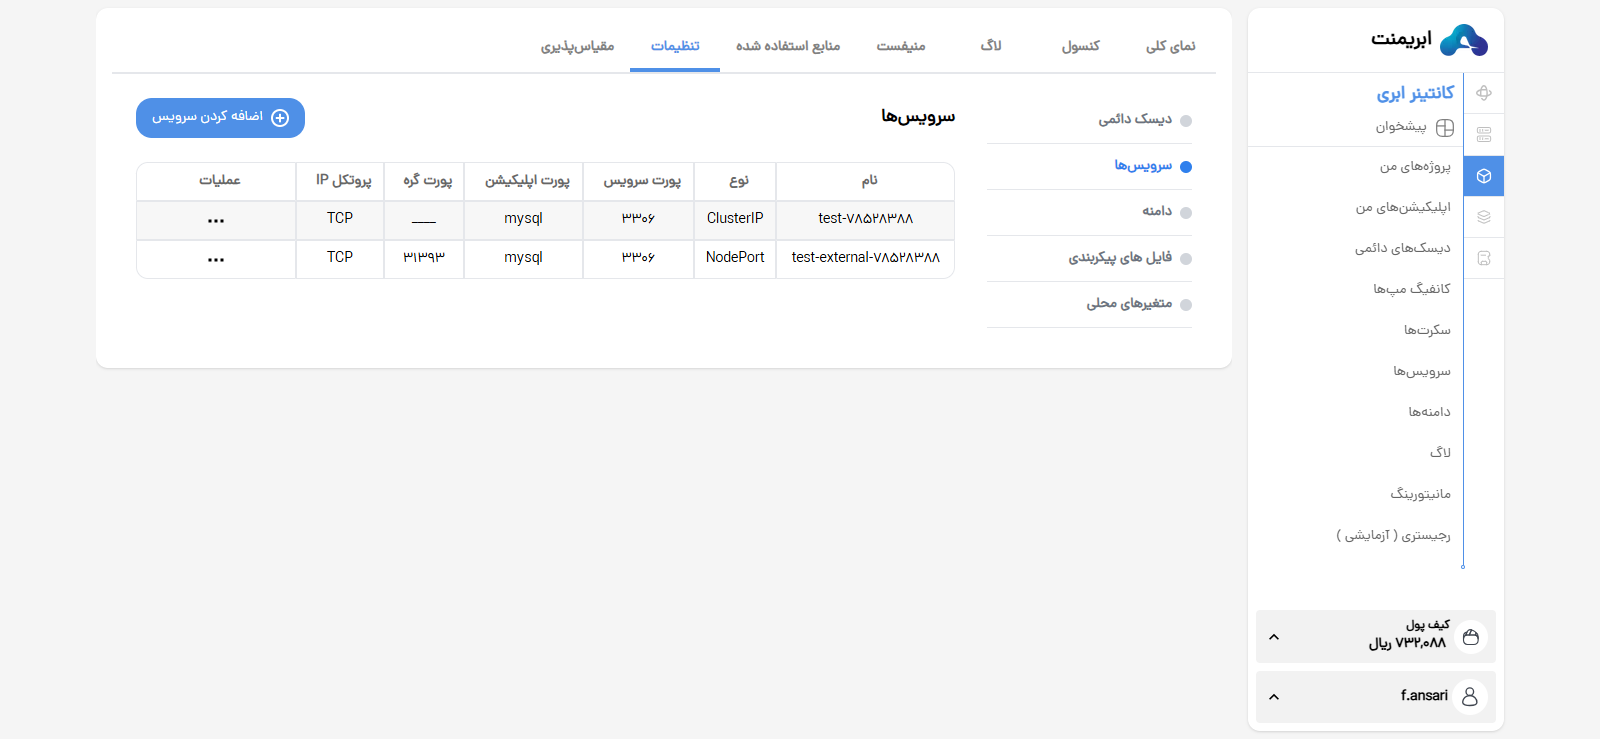 ابریمنت
کانتینر ابری
پیشخوان
پروژه‌های من
اپلیکیشن‌های من
دیسک‌های دائمی
کانفیگ مپ‌ها
سکرت‌ها
سرویس‌ها
دامنه‌ها
لاگ
مانیتورینگ
رجیستری ( آزمایشی )
کیف پول
۷۳۲,۰۸۸ ریال
f.ansari
نمای کلی کنسول لاگ منیفست منابع استفاده شده تنظیمات مقیاس‌پذیری
دیسک دائمی
سرویس‌ها
دامنه
فایل های پیکربندی
متغیرهای محلی
سرویس‌ها
اضافه کردن سرویس
نام نوع پورت سرویس پورت اپلیکیشن پورت گره پروتکل IP عملیات
test-۷۸۵۲۸۳۸۸ ClusterIP ۳۳۰۶ mysql ___ TCP ...
test-external-۷۸۵۲۸۳۸۸ NodePort ۳۳۰۶ mysql ۳۱۳۹۳ TCP ...